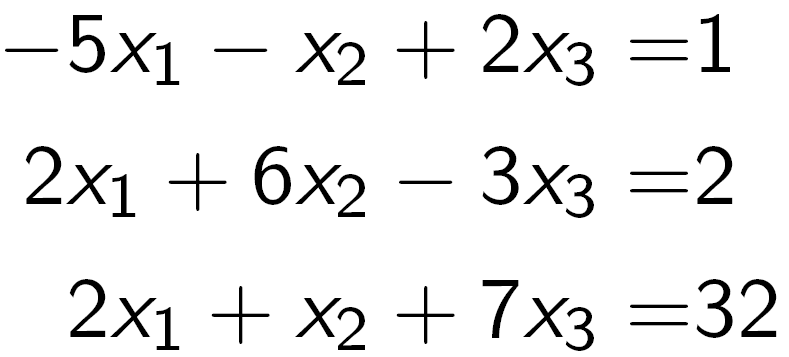 −5x₁ − x₂ + 2x₃ =1
2x₁ + 6x₂ − 3x₃ =2
2x₁ + x₂ + 7x₃ =32